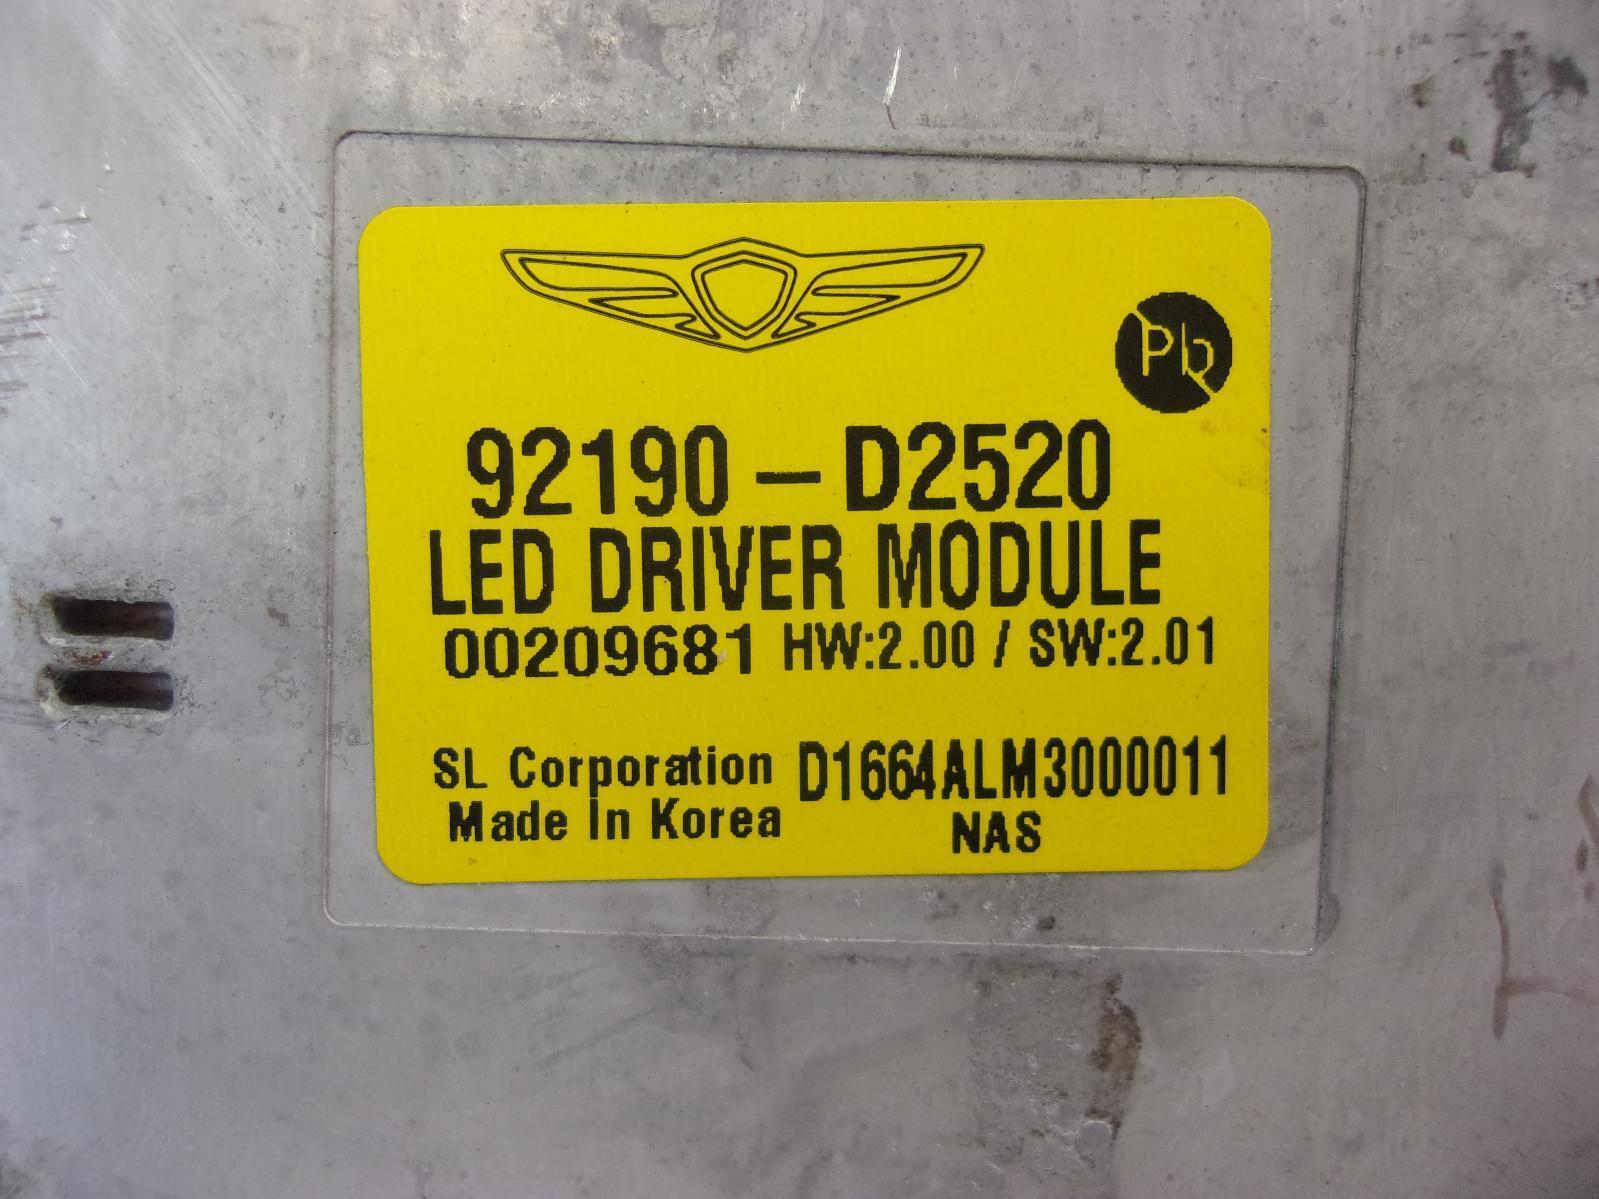 Pb
92190-D2520
LED DRIVER MODULE
00209681 HW:2.00 / SW:2.01
SL Corporation D1664ALM3000011
Made In Korea NAS